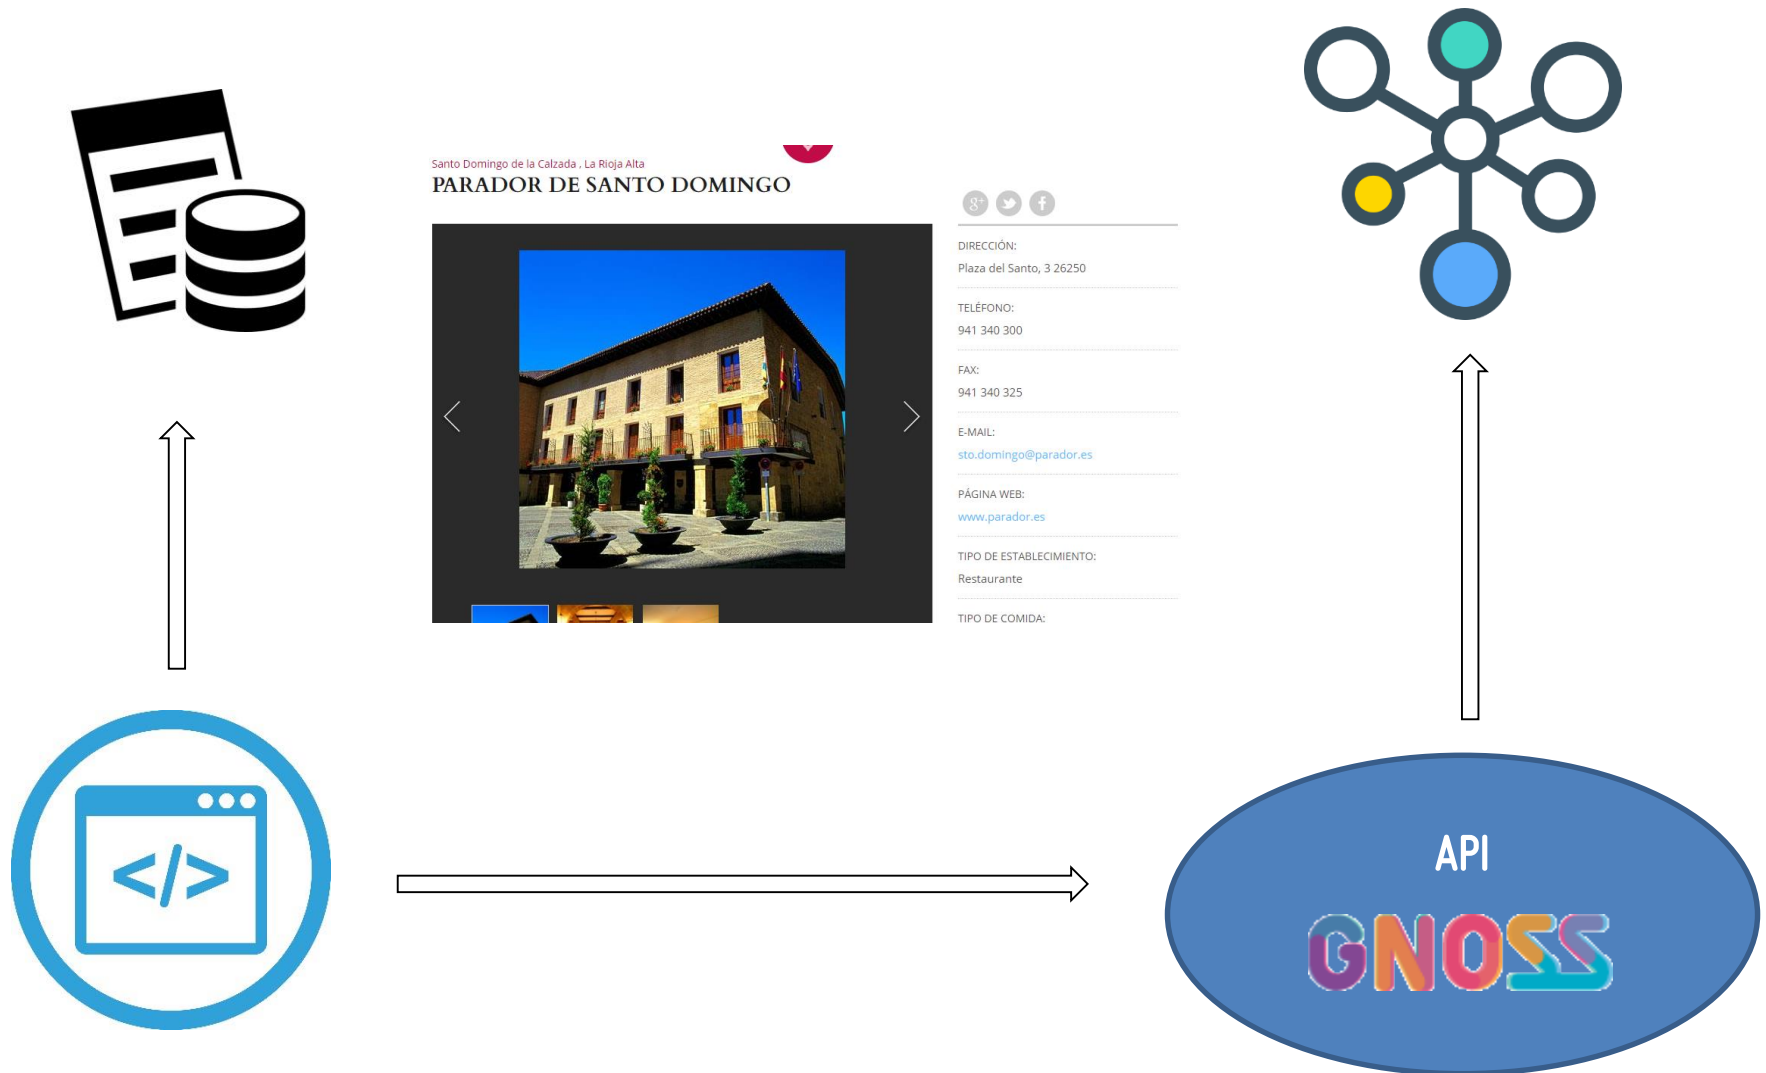 Santo Domingo de la Calzada , La Rioja Alta
PARADOR DE SANTO DOMINGO
g+
DIRECCIÓN:
Plaza del Santo, 3 26250
TELÉFONO:
941 340 300
FAX:
941 340 325
E-MAIL:
sto.domingo@parador.es
PÁGINA WEB:
www.parador.es
TIPO DE ESTABLECIMIENTO:
Restaurante
TIPO DE COMIDA:
</>
API
GNOSS